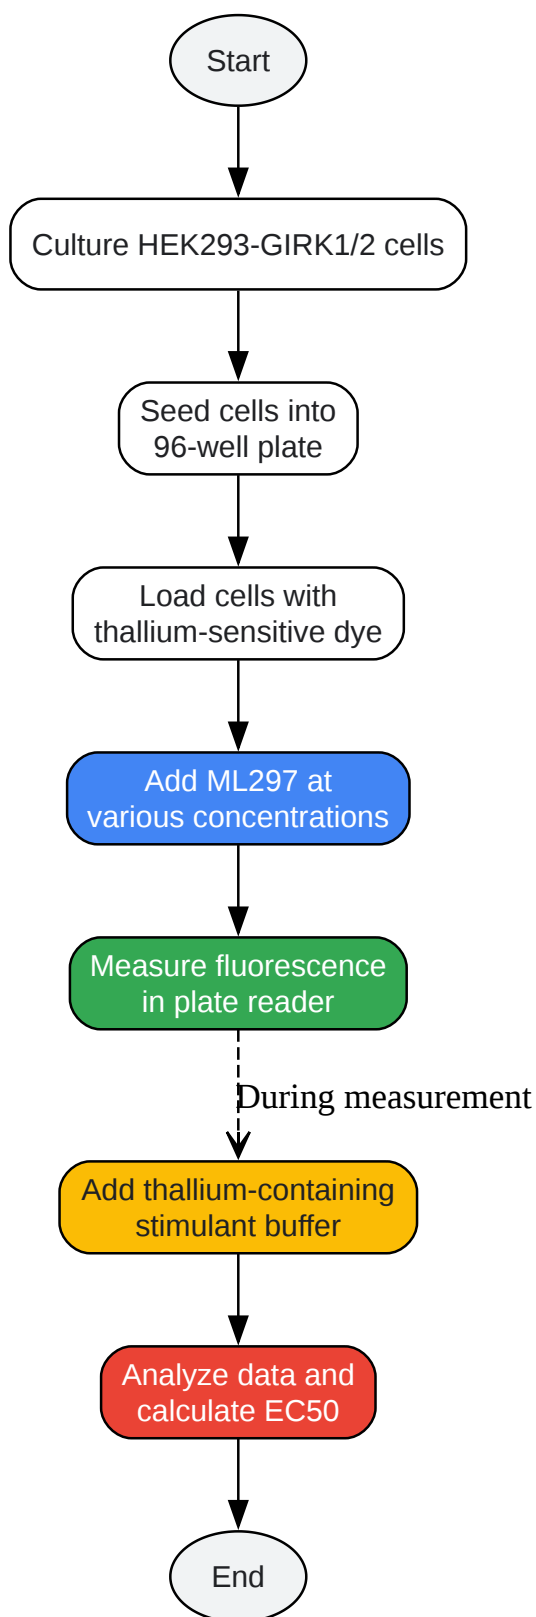 Start
Culture HEK293-GIRK1/2 cells
Seed cells into
96-well plate
Load cells with
thallium-sensitive dye
Add ML297 at
various concentrations
Measure fluorescence
in plate reader
During measurement
Add thallium-containing
stimulant buffer
Analyze data and
calculate EC50
End